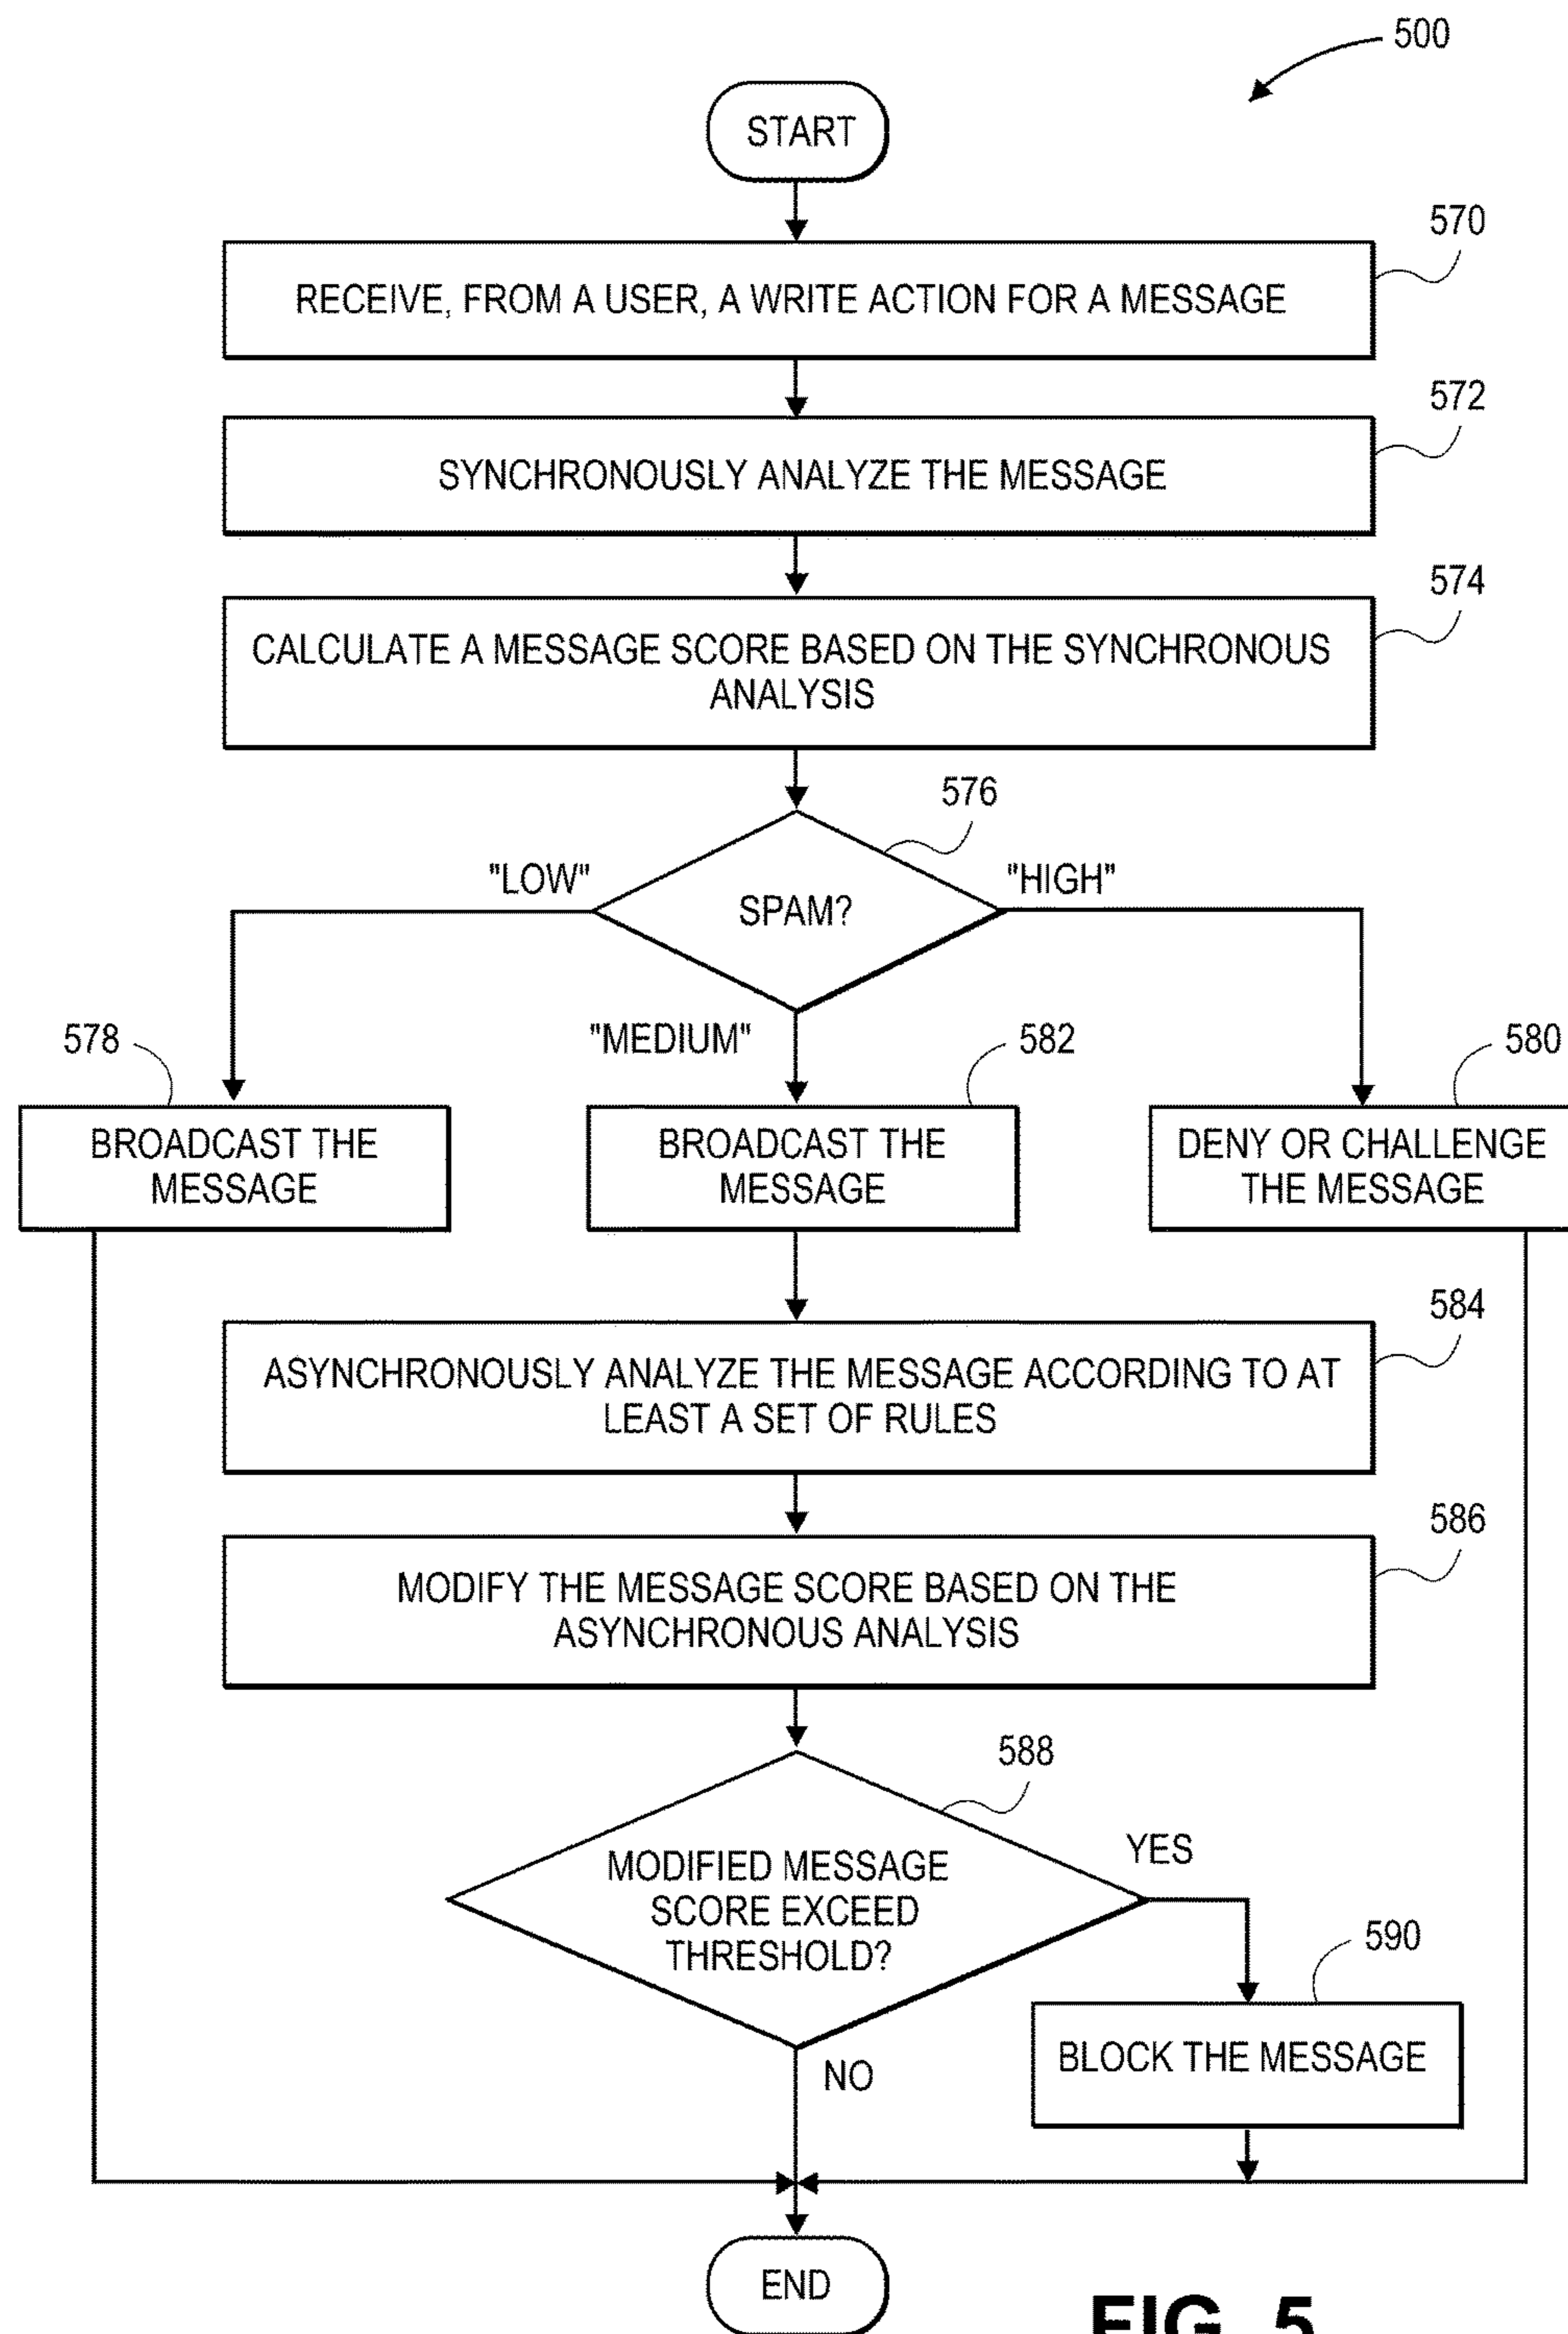 500
START
570
RECEIVE, FROM A USER, A WRITE ACTION FOR A MESSAGE
572
SYNCHRONOUSLY ANALYZE THE MESSAGE
574
CALCULATE A MESSAGE SCORE BASED ON THE SYNCHRONOUS
ANALYSIS
576
"LOW"
SPAM?
"HIGH"
"MEDIUM"
578
582
580
BROADCAST THE
MESSAGE
BROADCAST THE
MESSAGE
DENY OR CHALLENGE
THE MESSAGE
584
ASYNCHRONOUSLY ANALYZE THE MESSAGE ACCORDING TO AT
LEAST A SET OF RULES
586
MODIFY THE MESSAGE SCORE BASED ON THE
ASYNCHRONOUS ANALYSIS
588
MODIFIED MESSAGE
SCORE EXCEED
THRESHOLD?
YES
590
BLOCK THE MESSAGE
NO
END
FIG. 5